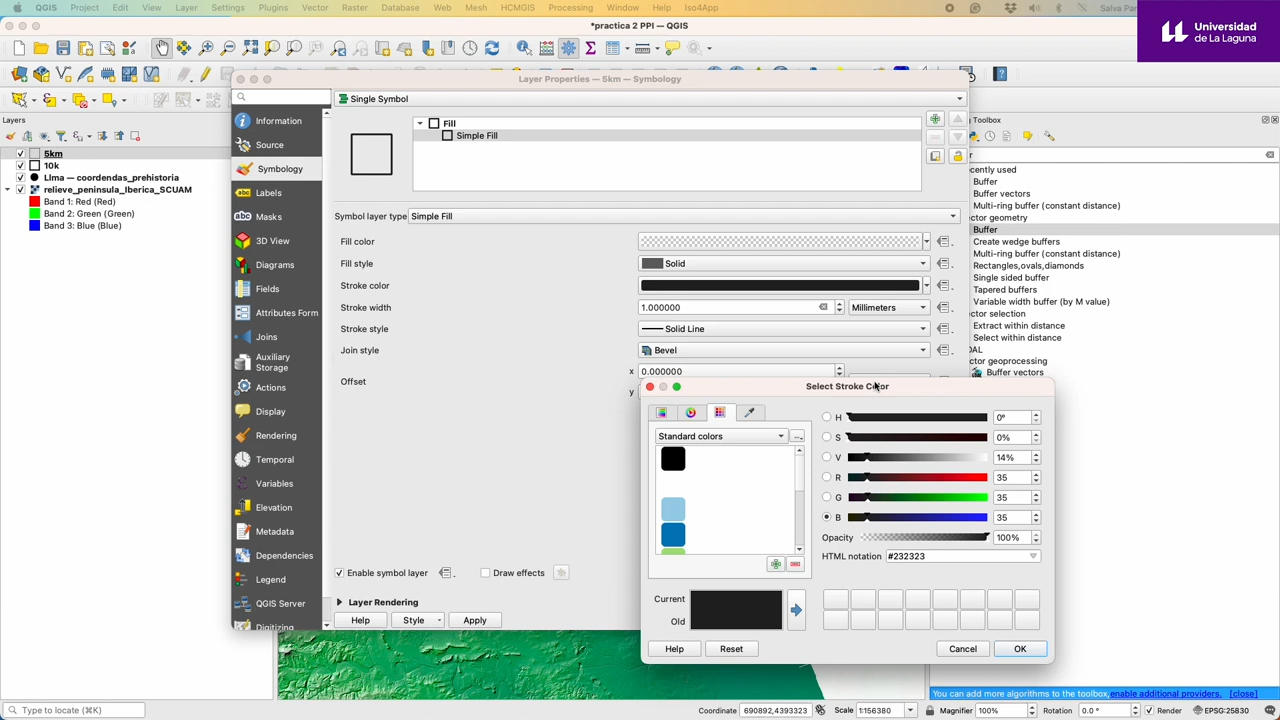 QGIS Project Edit View Layer Settings Plugins Vector Raster Database Web Mesh HCMGIS Processing Window Help Iso4App
Salva Par
Universidad
de La Laguna
*practica 2 PPI — QGIS
Layer Properties — 5km — Symbology
Layers
5km
10k
LIma — coordendas_prehistoria
relieve_peninsula_Iberica_SCUAM
Band 1: Red (Red)
Band 2: Green (Green)
Band 3: Blue (Blue)
Information
Source
Symbology
Labels
Masks
3D View
Diagrams
Fields
Attributes Form
Joins
Auxiliary
Storage
Actions
Display
Rendering
Temporal
Variables
Elevation
Metadata
Dependencies
Legend
QGIS Server
Digitizing
Single Symbol
Fill
Simple Fill
Symbol layer type Simple Fill
Fill color
Fill style Solid
Stroke color
Stroke width 1.000000 Millimeters
Stroke style Solid Line
Join style Bevel
Offset x 0.000000
y
Enable symbol layer Draw effects
Layer Rendering
Help Style Apply
Select Stroke Color
Standard colors
H 0°
S 0%
V 14%
R 35
G 35
B 35
Opacity 100%
HTML notation #232323
Current
Old
Help Reset Cancel OK
Toolbox
r
cently used
Buffer
Buffer vectors
Multi-ring buffer (constant distance)
ector geometry
Buffer
Create wedge buffers
Multi-ring buffer (constant distance)
Rectangles,ovals,diamonds
Single sided buffer
Tapered buffers
Variable width buffer (by M value)
ector selection
Extract within distance
Select within distance
DAL
ector geoprocessing
Buffer vectors
You can add more algorithms to the toolbox, enable additional providers. [close]
Type to locate (⌘K)
Coordinate 690892,4393323 Scale 1:156380 Magnifier 100% Rotation 0.0 ° Render EPSG:25830